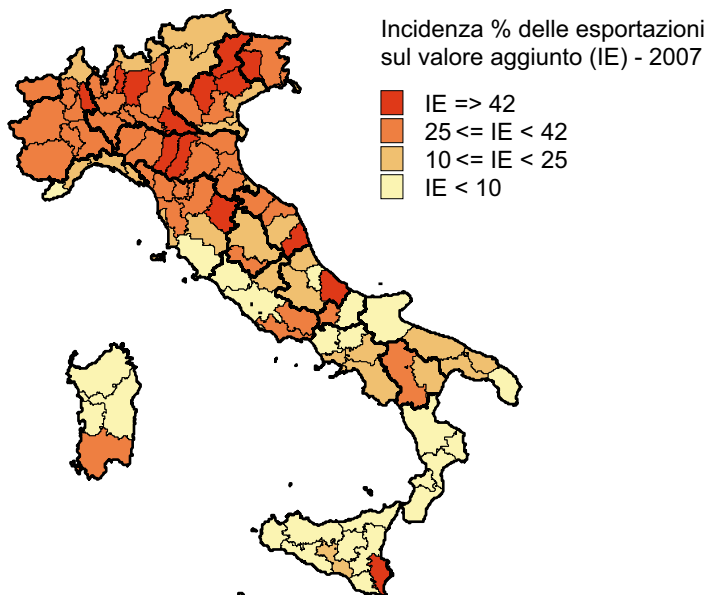 Incidenza % delle esportazioni
sul valore aggiunto (IE) - 2007
IE => 42
25 <= IE < 42
10 <= IE < 25
IE < 10